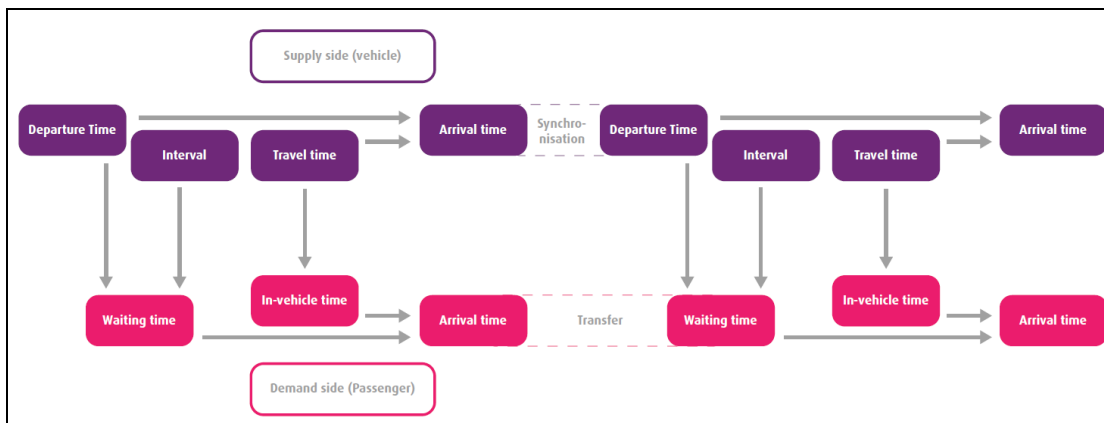 Supply side (vehicle)
Departure Time
Interval
Travel time
Arrival time
Synchro-
nisation
Departure Time
Interval
Travel time
Arrival time
Waiting time
In-vehicle time
Arrival time
Transfer
Waiting time
In-vehicle time
Arrival time
Demand side (Passenger)